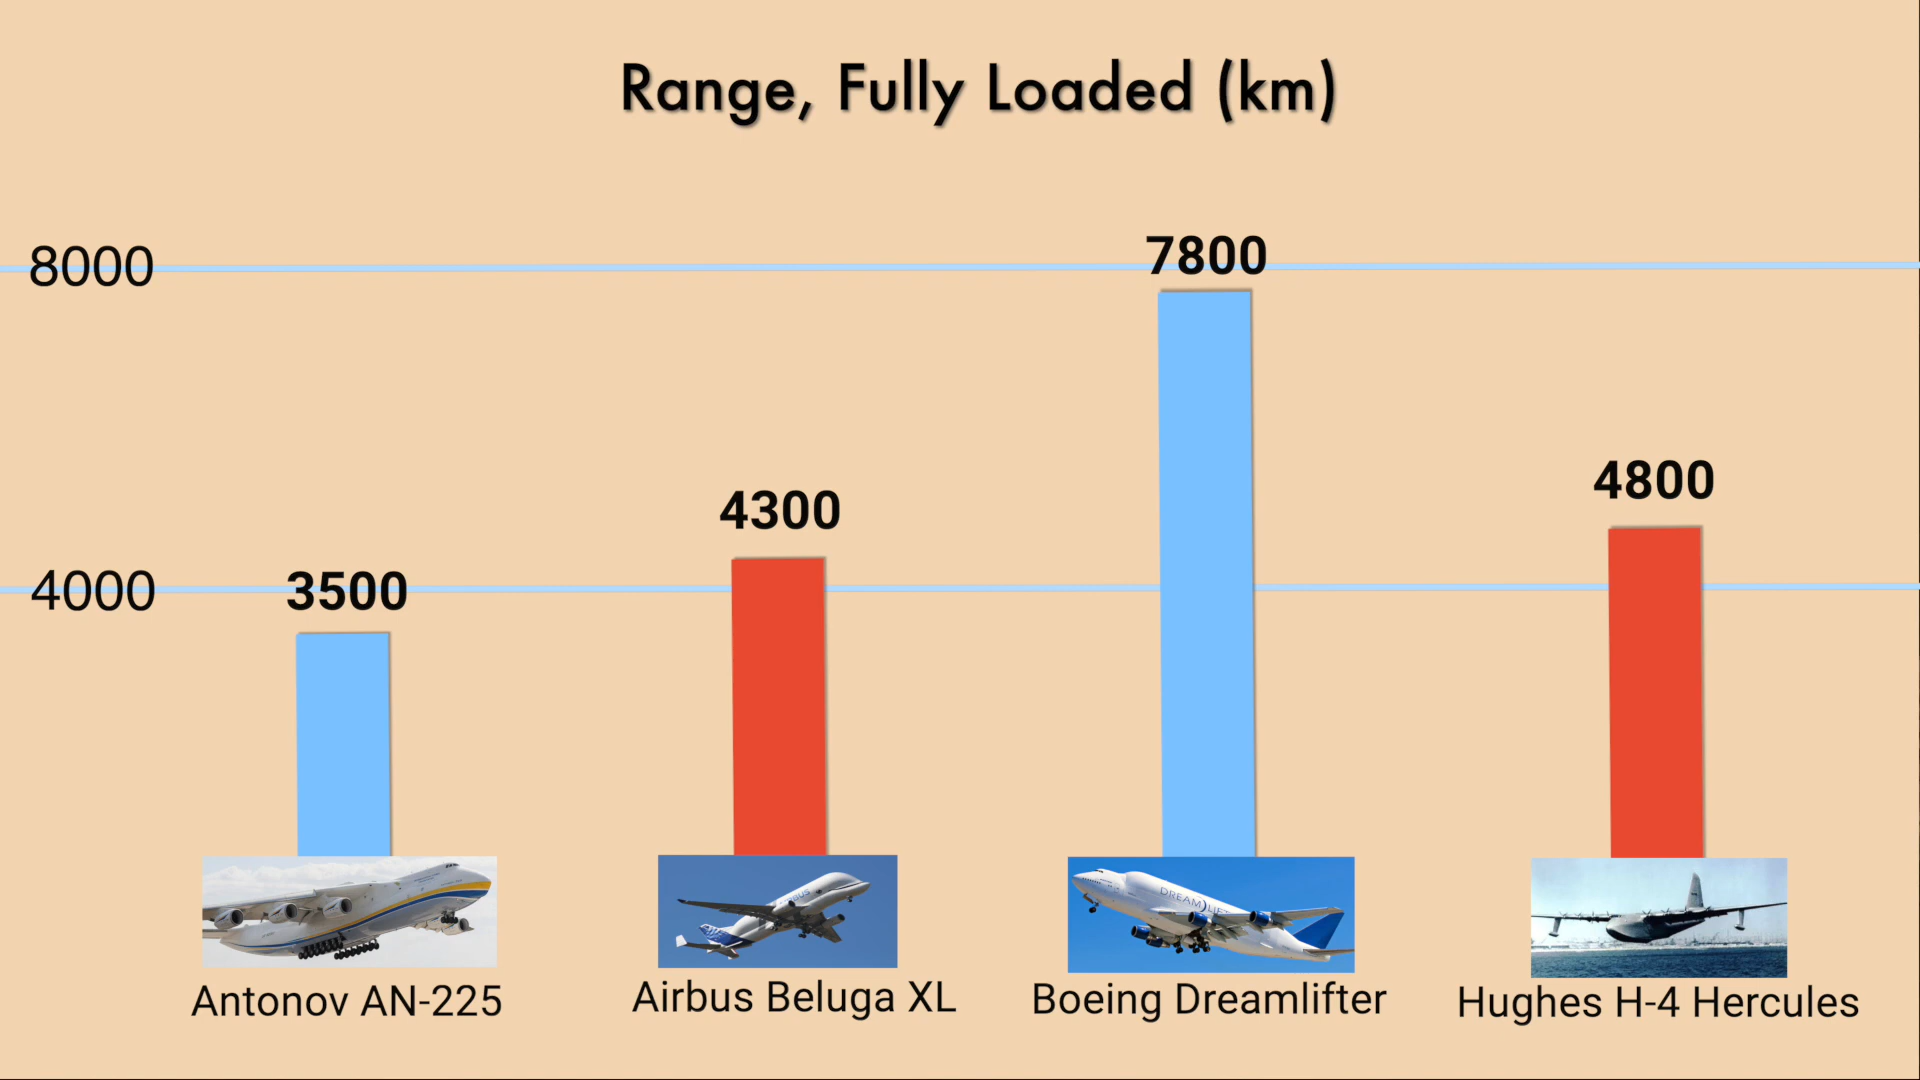 Range, Fully Loaded (km)
8000
7800
4800
4300
4000
3500
DREAM
Antonov AN-225
Airbus Beluga XL
Boeing Dreamlifter
Hughes H-4 Hercules